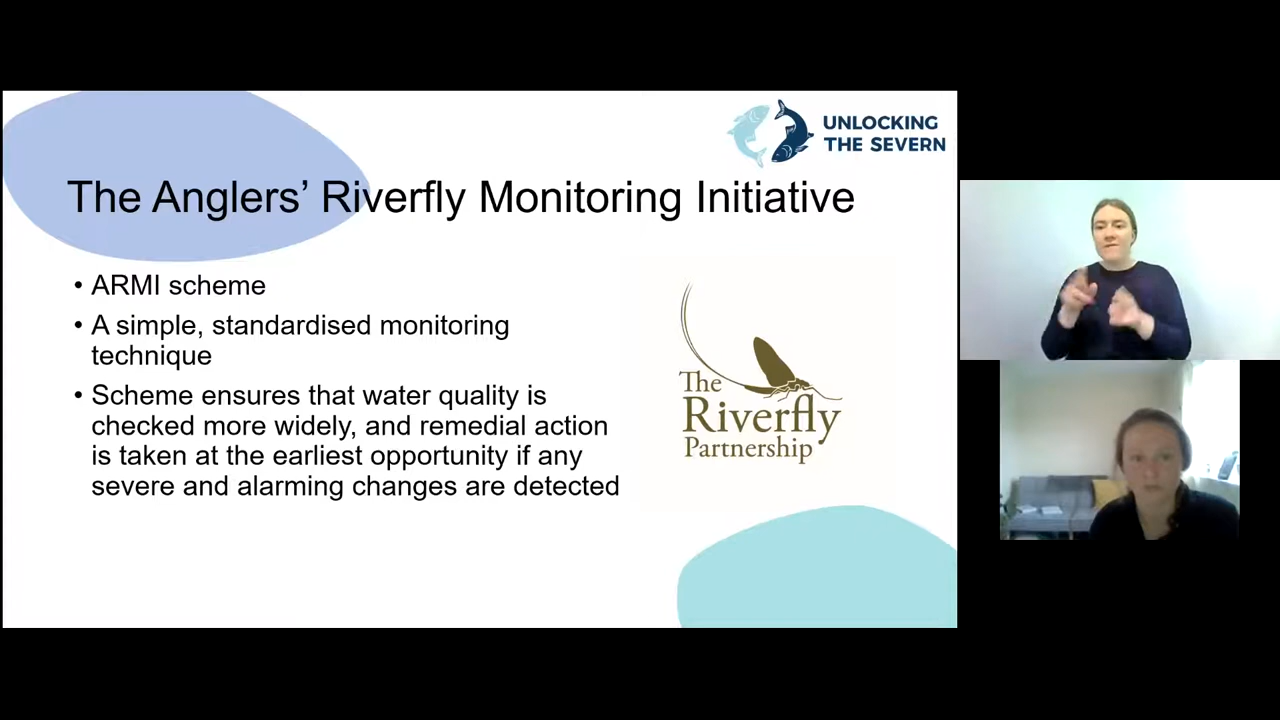 UNLOCKING
THE SEVERN
The Anglers’ Riverfly Monitoring Initiative
• ARMI scheme
• A simple, standardised monitoring
technique
• Scheme ensures that water quality is
checked more widely, and remedial action
is taken at the earliest opportunity if any
severe and alarming changes are detected
The
Riverfly
Partnership